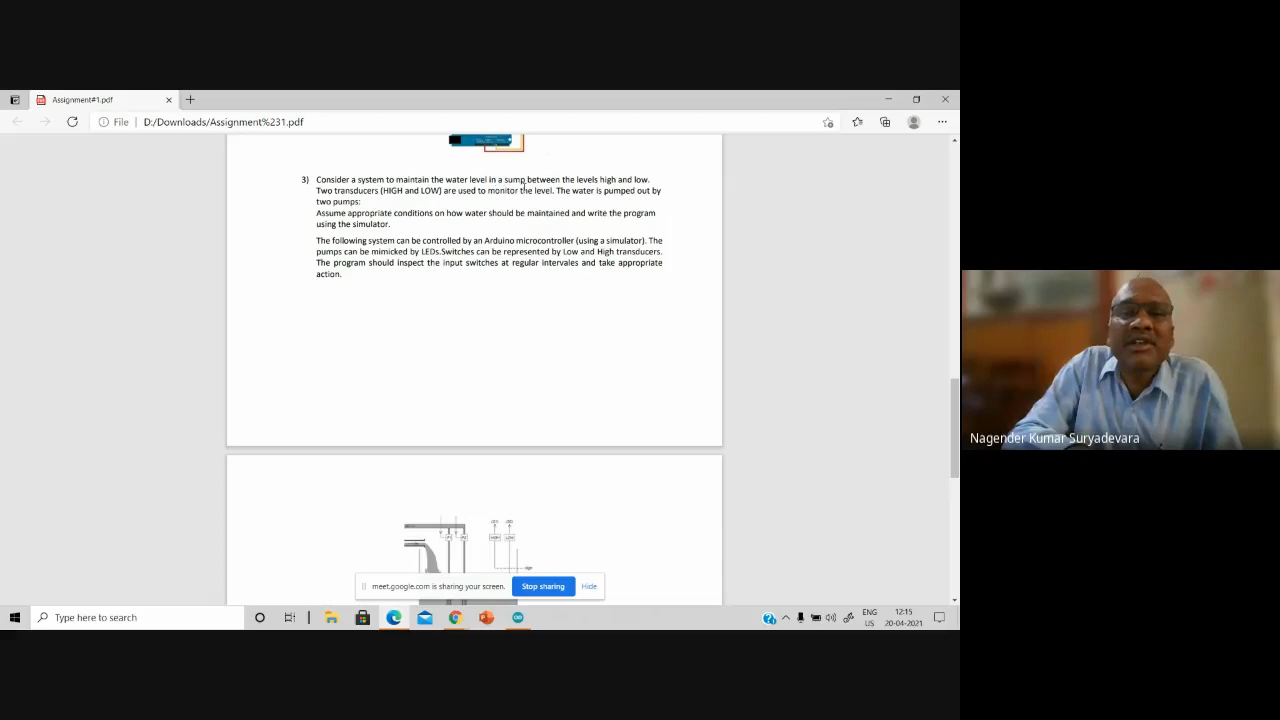 Assignment#1.pdf
File
D:/Downloads/Assignment%231.pdf
3) Consider a system to maintain the water level in a sump between the levels high and low.
Two transducers (HIGH and LOW) are used to monitor the level. The water is pumped out by
two pumps:
Assume appropriate conditions on how water should be maintained and write the program
using the simulator.
The following system can be controlled by an Arduino microcontroller (using a simulator). The
pumps can be mimicked by LEDs.Switches can be represented by Low and High transducers.
The program should inspect the input switches at regular intervales and take appropriate
action.
Nagender Kumar Suryadevara
HIGH LOW
High
meet.google.com is sharing your screen.
Stop sharing
Hide
Type here to search
ENG
US
12:15
20-04-2021